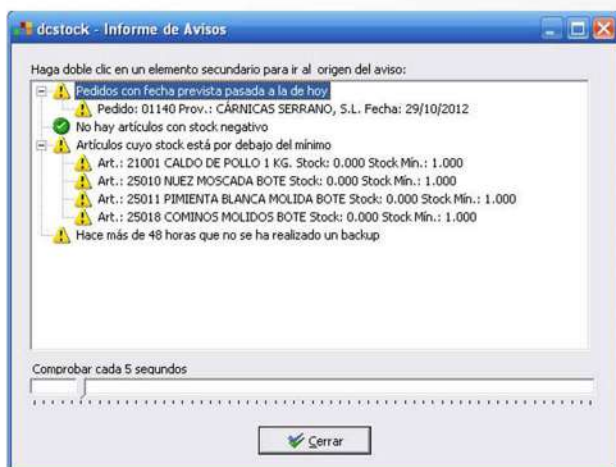 dcstock - Informe de Avisos
Haga doble clic en un elemento secundario para ir al origen del aviso:
Pedidos con fecha prevista pasada a la de hoy
Pedido: 01140 Prov.: CÁRNICAS SERRANO, S.L. Fecha: 29/10/2012
No hay artículos con stock negativo
Artículos cuyo stock está por debajo del mínimo
Art.: 21001 CALDO DE POLLO 1 KG. Stock: 0.000 Stock Mín.: 1.000
Art.: 25010 NUEZ MOSCADA BOTE Stock: 0.000 Stock Mín.: 1.000
Art.: 25011 PIMIENTA BLANCA MOLIDA BOTE Stock: 0.000 Stock Mín.: 1.000
Art.: 25018 COMINOS MOLIDOS BOTE Stock: 0.000 Stock Mín.: 1.000
Hace más de 48 horas que no se ha realizado un backup
Comprobar cada 5 segundos
Cerrar